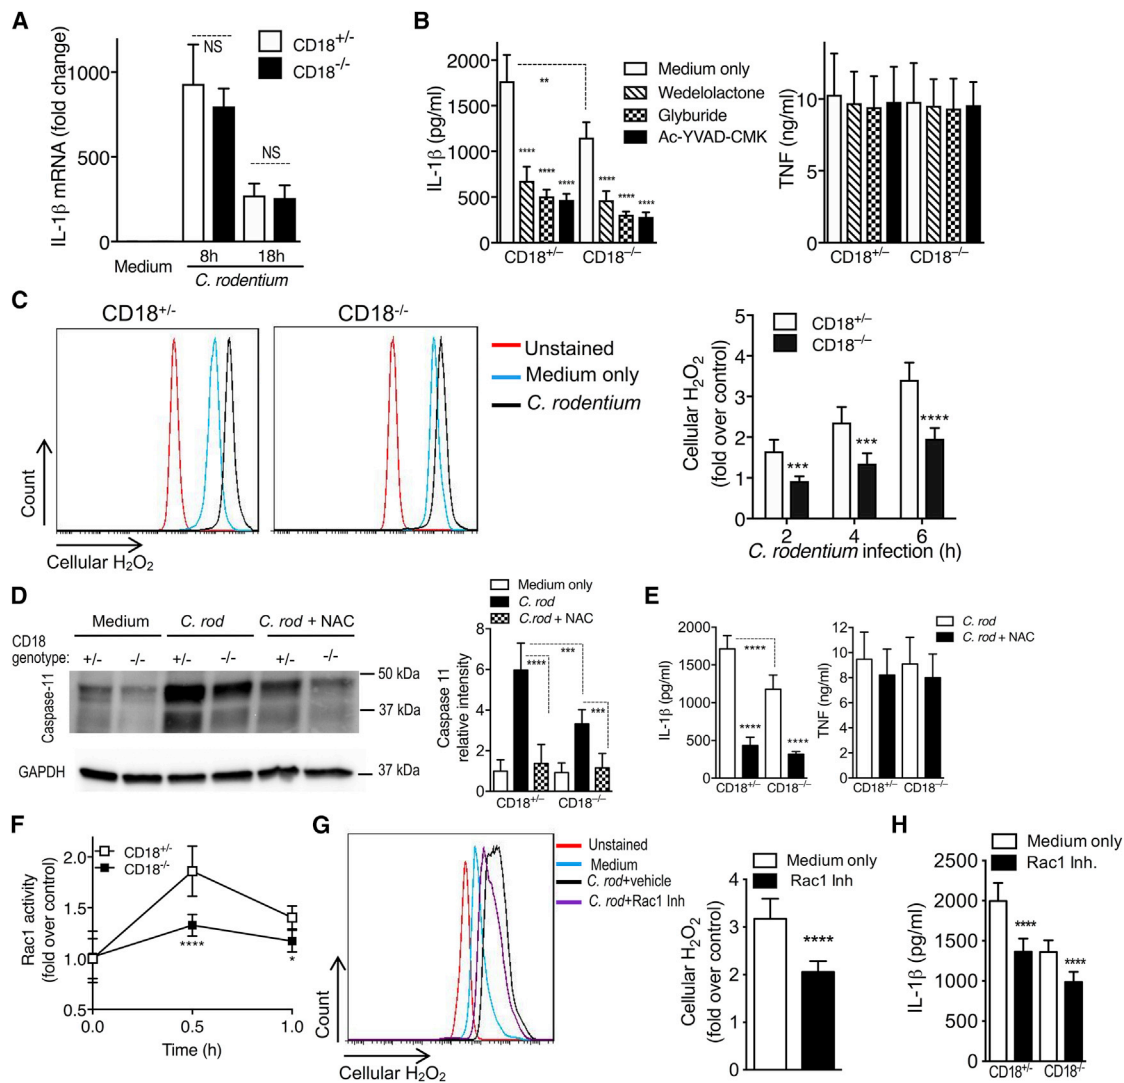 A
IL-1β mRNA (fold change)
1000
500
0
NS
NS
CD18+/-
CD18-/-
Medium
8h
18h
C. rodentium
B
IL-1β (pg/ml)
2000
1500
1000
500
0
**
****
****
****
****
****
****
Medium only
Wedelolactone
Glyburide
Ac-YVAD-CMK
CD18+/–
CD18–/–
TNF (ng/ml)
10
5
0
CD18+/–
CD18–/–
C
CD18+/-
CD18-/-
Count
Cellular H2O2
Unstained
Medium only
C. rodentium
Cellular H2O2
(fold over control)
5
4
3
2
1
0
CD18+/–
CD18–/–
***
***
****
2
4
6
C. rodentium infection (h)
D
Medium
C. rod
C. rod + NAC
CD18
genotype:
+/-
-/-
+/-
-/-
+/-
-/-
Caspase-11
50 kDa
37 kDa
GAPDH
37 kDa
Medium only
C. rod
C.rod + NAC
Caspase 11
relative intensity
8
6
4
2
0
****
***
***
CD18+/–
CD18–/–
E
C. rod
C. rod + NAC
IL-1β (pg/ml)
2000
1500
1000
500
0
****
****
****
CD18+/–
CD18–/–
TNF (ng/ml)
12
10
8
6
4
2
0
CD18+/–
CD18–/–
F
CD18+/-
CD18-/-
Rac1 activity
(fold over control)
2.0
1.5
1.0
0.5
****
*
0.0
0.5
1.0
Time (h)
G
Count
Cellular H2O2
Unstained
Medium
C. rod+vehicle
C. rod+Rac1 Inh
Medium only
Rac1 Inh
Cellular H2O2
(fold over control)
4
3
2
1
0
****
H
Medium only
Rac1 Inh.
IL-1β (pg/ml)
2500
2000
1500
1000
500
0
****
****
CD18+/-
CD18-/-